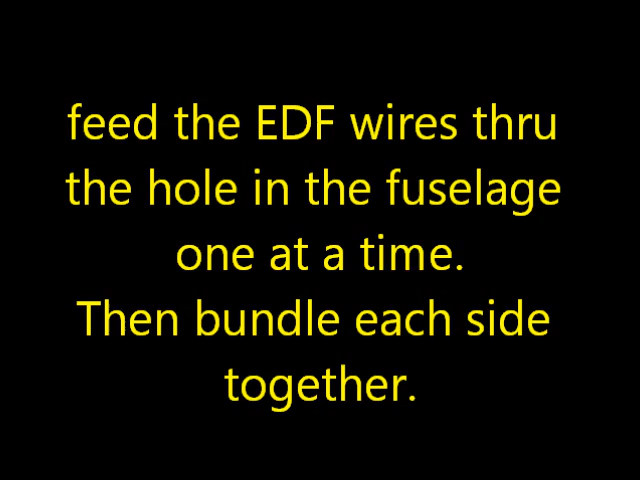 feed the EDF wires thru
the hole in the fuselage
one at a time.
Then bundle each side
together.